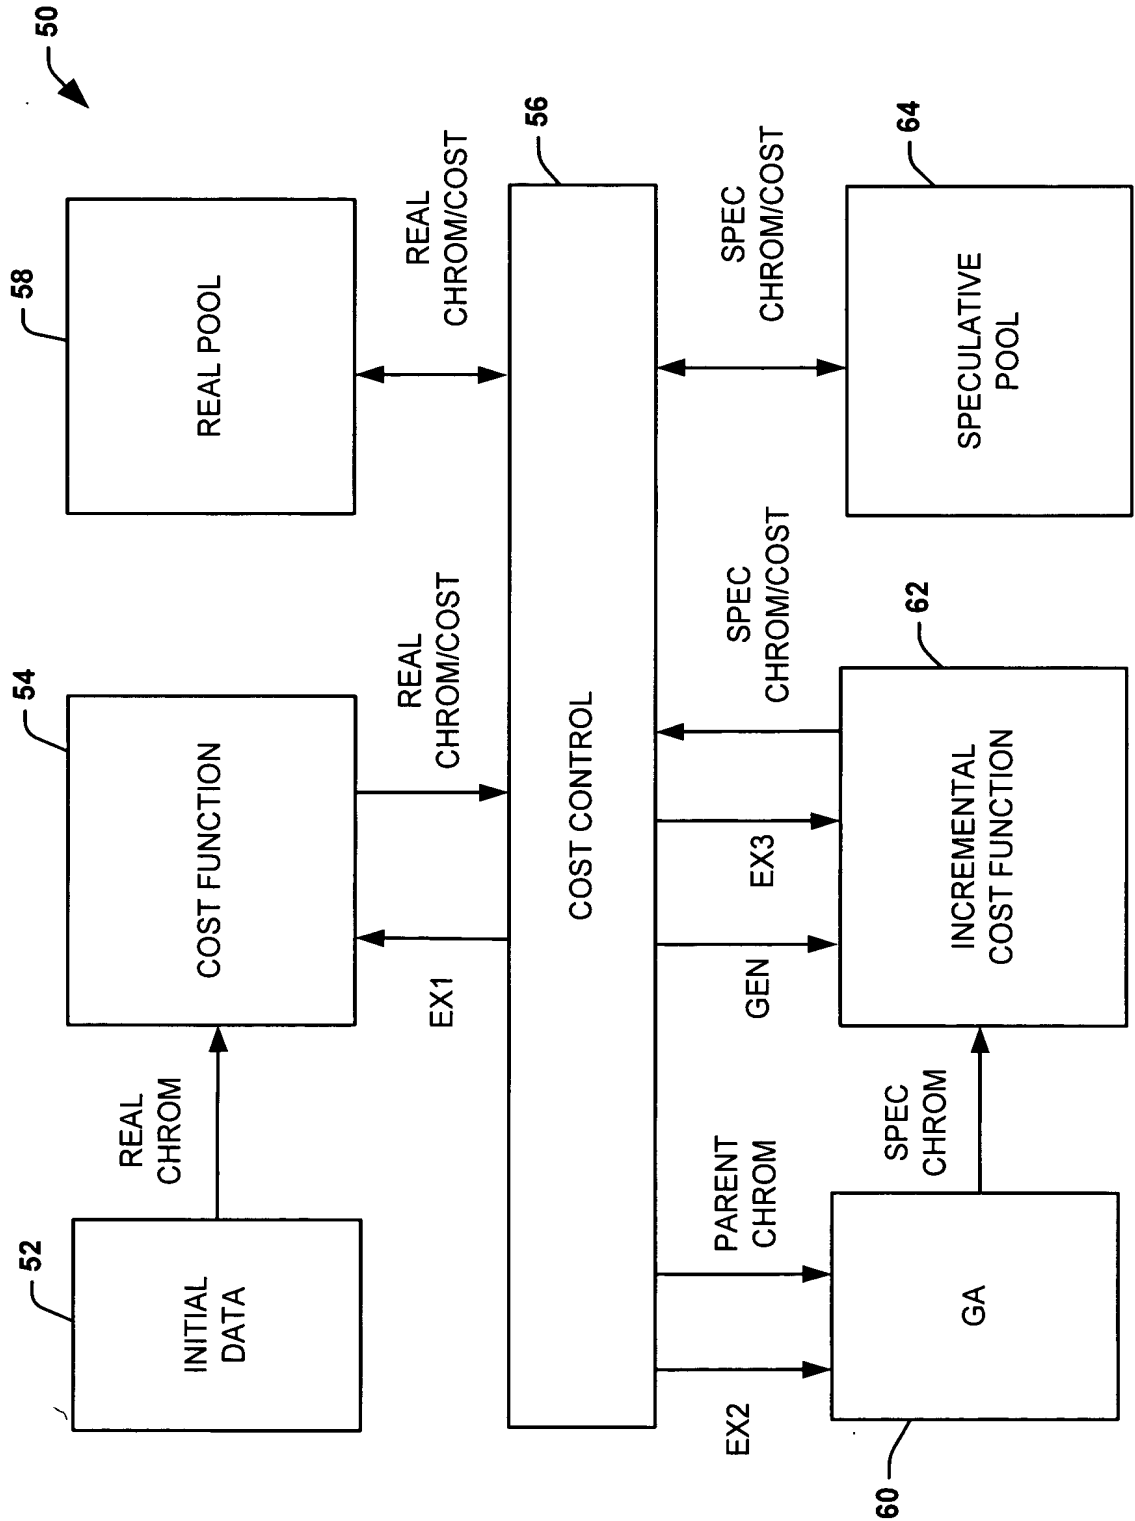 50
52
INITIAL
DATA
REAL
CHROM
54
COST FUNCTION
58
REAL POOL
EX1
REAL
CHROM/COST
REAL
CHROM/COST
56
COST CONTROL
EX2
PARENT
CHROM
GEN
EX3
SPEC
CHROM/COST
SPEC
CHROM/COST
60
GA
SPEC
CHROM
62
INCREMENTAL
COST FUNCTION
64
SPECULATIVE
POOL